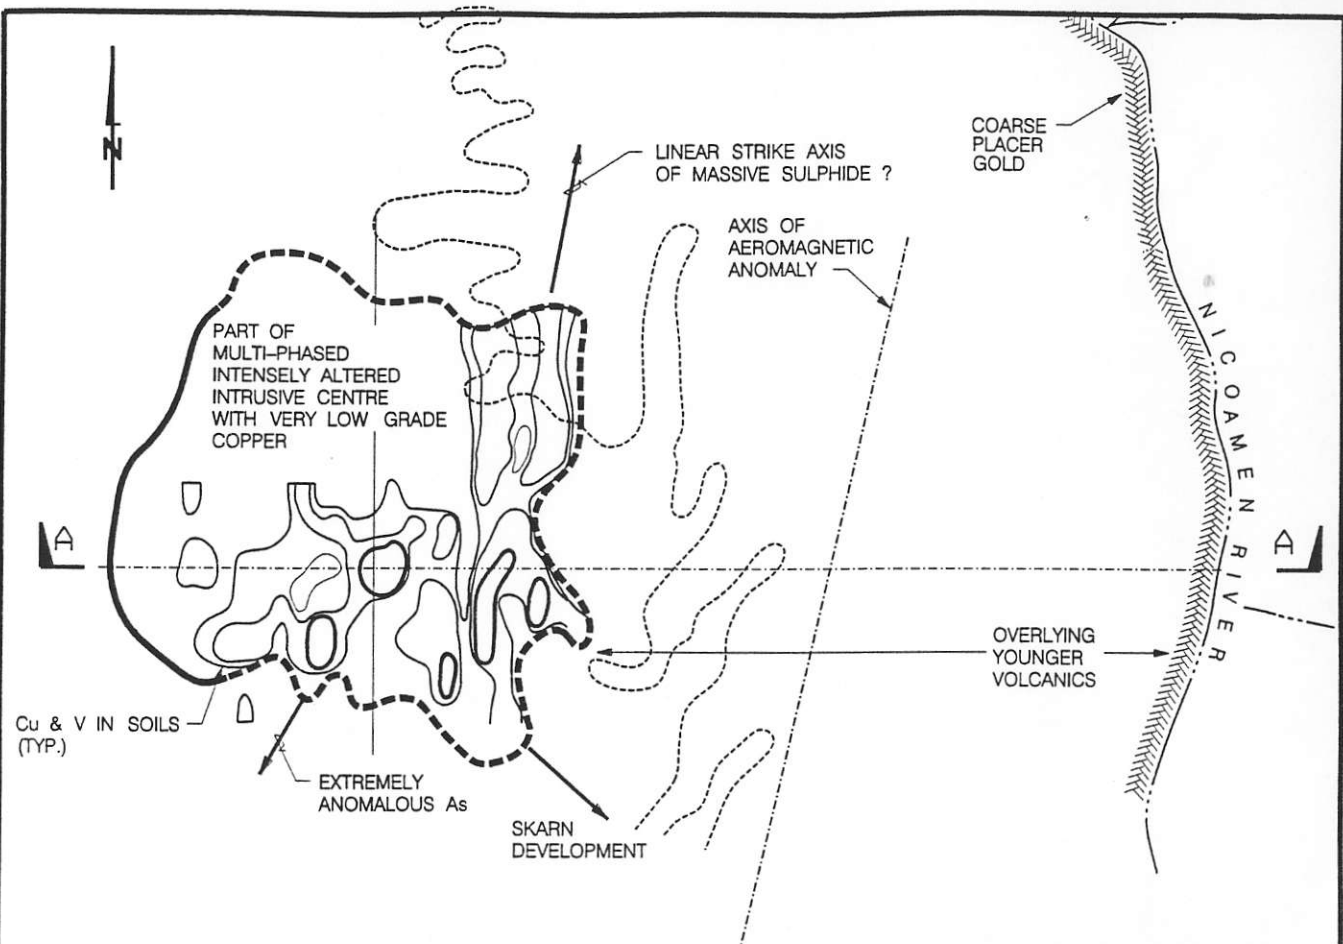 N
COARSE
PLACER
GOLD
LINEAR STRIKE AXIS
OF MASSIVE SULPHIDE ?
AXIS OF
AEROMAGNETIC
ANOMALY
PART OF
MULTI-PHASED
INTENSELY ALTERED
INTRUSIVE CENTRE
WITH VERY LOW GRADE
COPPER
NICOAMEN RIVER
A
A
OVERLYING
YOUNGER
VOLCANICS
Cu & V IN SOILS
(TYP.)
EXTREMELY
ANOMALOUS As
SKARN
DEVELOPMENT